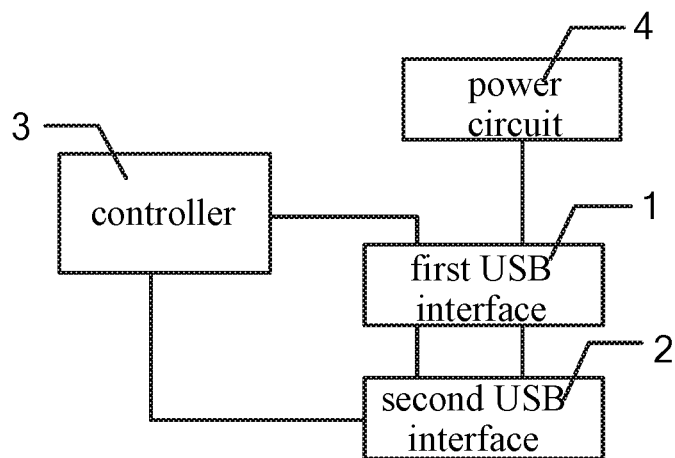 4
power
circuit
3
controller
1
first USB
interface
2
second USB
interface